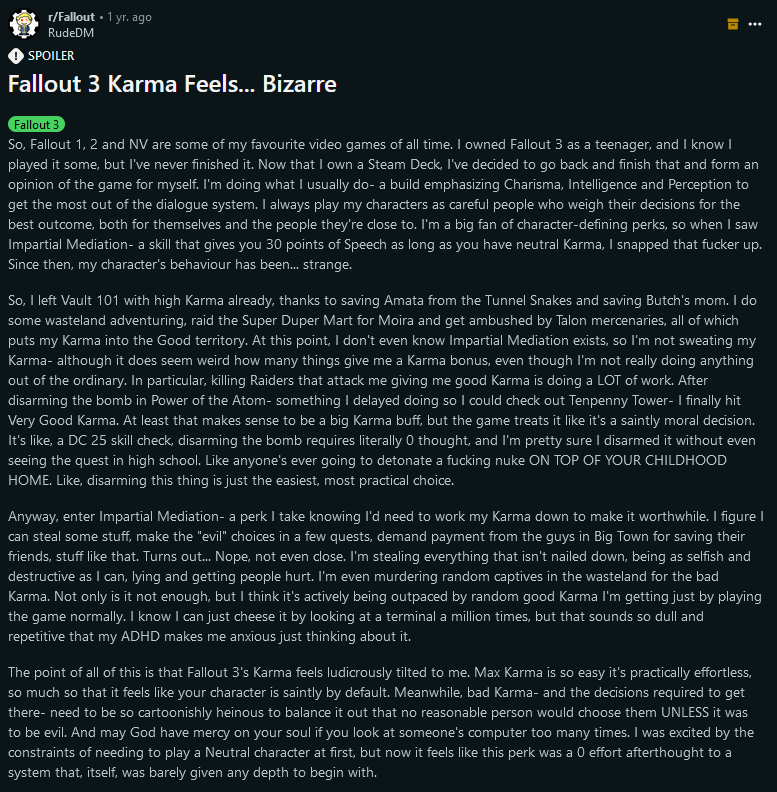 r/Fallout • 1 yr. ago
RudeDM
SPOILER
Fallout 3 Karma Feels... Bizarre
Fallout 3
So, Fallout 1, 2 and NV are some of my favourite video games of all time. I owned Fallout 3 as a teenager, and I know I
played it some, but I've never finished it. Now that I own a Steam Deck, I've decided to go back and finish that and form an
opinion of the game for myself. I'm doing what I usually do- a build emphasizing Charisma, Intelligence and Perception to
get the most out of the dialogue system. I always play my characters as careful people who weigh their decisions for the
best outcome, both for themselves and the people they're close to. I'm a big fan of character-defining perks, so when I saw
Impartial Mediation- a skill that gives you 30 points of Speech as long as you have neutral Karma, I snapped that fucker up.
Since then, my character's behaviour has been... strange.
So, I left Vault 101 with high Karma already, thanks to saving Amata from the Tunnel Snakes and saving Butch's mom. I do
some wasteland adventuring, raid the Super Duper Mart for Moira and get ambushed by Talon mercenaries, all of which
puts my Karma into the Good territory. At this point, I don't even know Impartial Mediation exists, so I'm not sweating my
Karma- although it does seem weird how many things give me a Karma bonus, even though I'm not really doing anything
out of the ordinary. In particular, killing Raiders that attack me giving me good Karma is doing a LOT of work. After
disarming the bomb in Power of the Atom- something I delayed doing so I could check out Tenpenny Tower- I finally hit
Very Good Karma. At least that makes sense to be a big Karma buff, but the game treats it like it's a saintly moral decision.
It's like, a DC 25 skill check, disarming the bomb requires literally 0 thought, and I'm pretty sure I disarmed it without even
seeing the quest in high school. Like anyone's ever going to detonate a fucking nuke ON TOP OF YOUR CHILDHOOD
HOME. Like, disarming this thing is just the easiest, most practical choice.
Anyway, enter Impartial Mediation- a perk I take knowing I'd need to work my Karma down to make it worthwhile. I figure I
can steal some stuff, make the "evil" choices in a few quests, demand payment from the guys in Big Town for saving their
friends, stuff like that. Turns out... Nope, not even close. I'm stealing everything that isn't nailed down, being as selfish and
destructive as I can, lying and getting people hurt. I'm even murdering random captives in the wasteland for the bad
Karma. Not only is it not enough, but I think it's actively being outpaced by random good Karma I'm getting just by playing
the game normally. I know I can just cheese it by looking at a terminal a million times, but that sounds so dull and
repetitive that my ADHD makes me anxious just thinking about it.
The point of all of this is that Fallout 3's Karma feels ludicrously tilted to me. Max Karma is so easy it's practically effortless,
so much so that it feels like your character is saintly by default. Meanwhile, bad Karma- and the decisions required to get
there- need to be so cartoonishly heinous to balance it out that no reasonable person would choose them UNLESS it was
to be evil. And may God have mercy on your soul if you look at someone's computer too many times. I was excited by the
constraints of needing to play a Neutral character at first, but now it feels like this perk was a 0 effort afterthought to a
system that, itself, was barely given any depth to begin with.